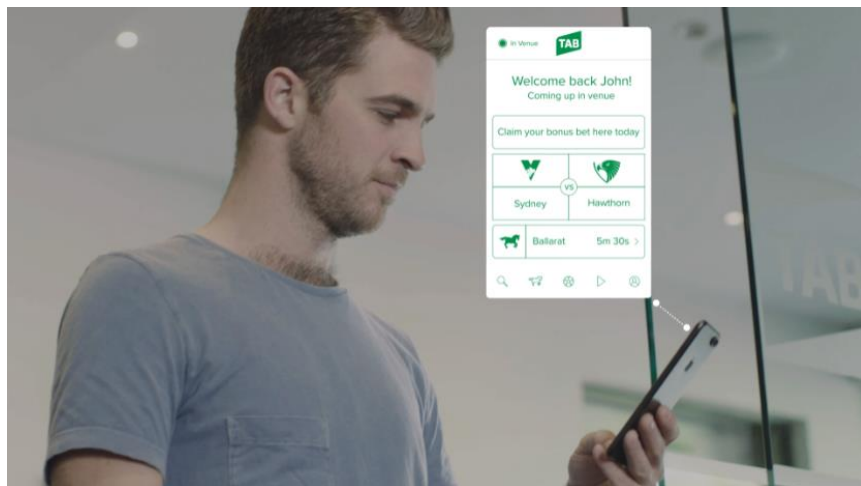 In Venue
TAB
Welcome back John!
Coming up in venue
Claim your bonus bet here today
VS
Sydney
Hawthorn
Ballarat 5m 30s >
TAB